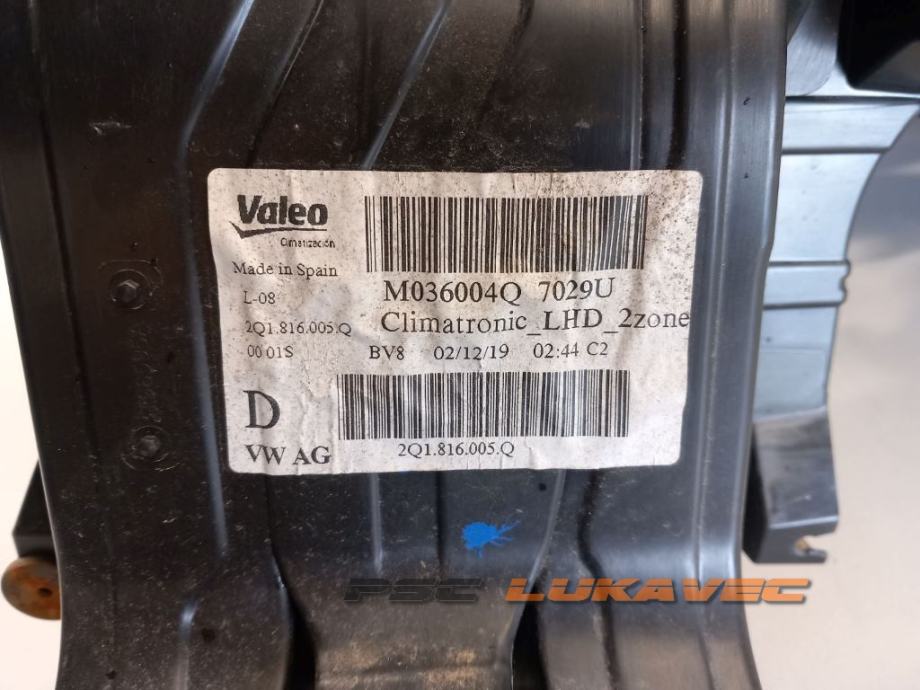 Valeo
Climatización
Made in Spain
L-08
2Q1.816.005.Q
00 01S
D
VW AG
M036004Q 7029U
Climatronic_LHD_2zone
BV8 02/12/19 02:44 C2
2Q1.816.005.Q
PSC LUKAVEC